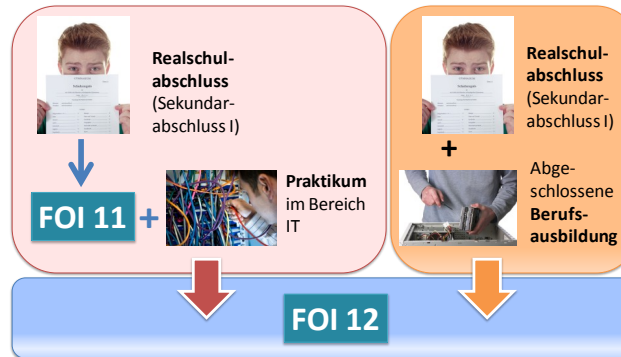 Realschul-
abschluss
(Sekundar-
abschluss I)
FOI 11
+
Praktikum
im Bereich
IT
Realschul-
abschluss
(Sekundar-
abschluss I)
+
Abge-
schlossene
Berufs-
ausbildung
FOI 12